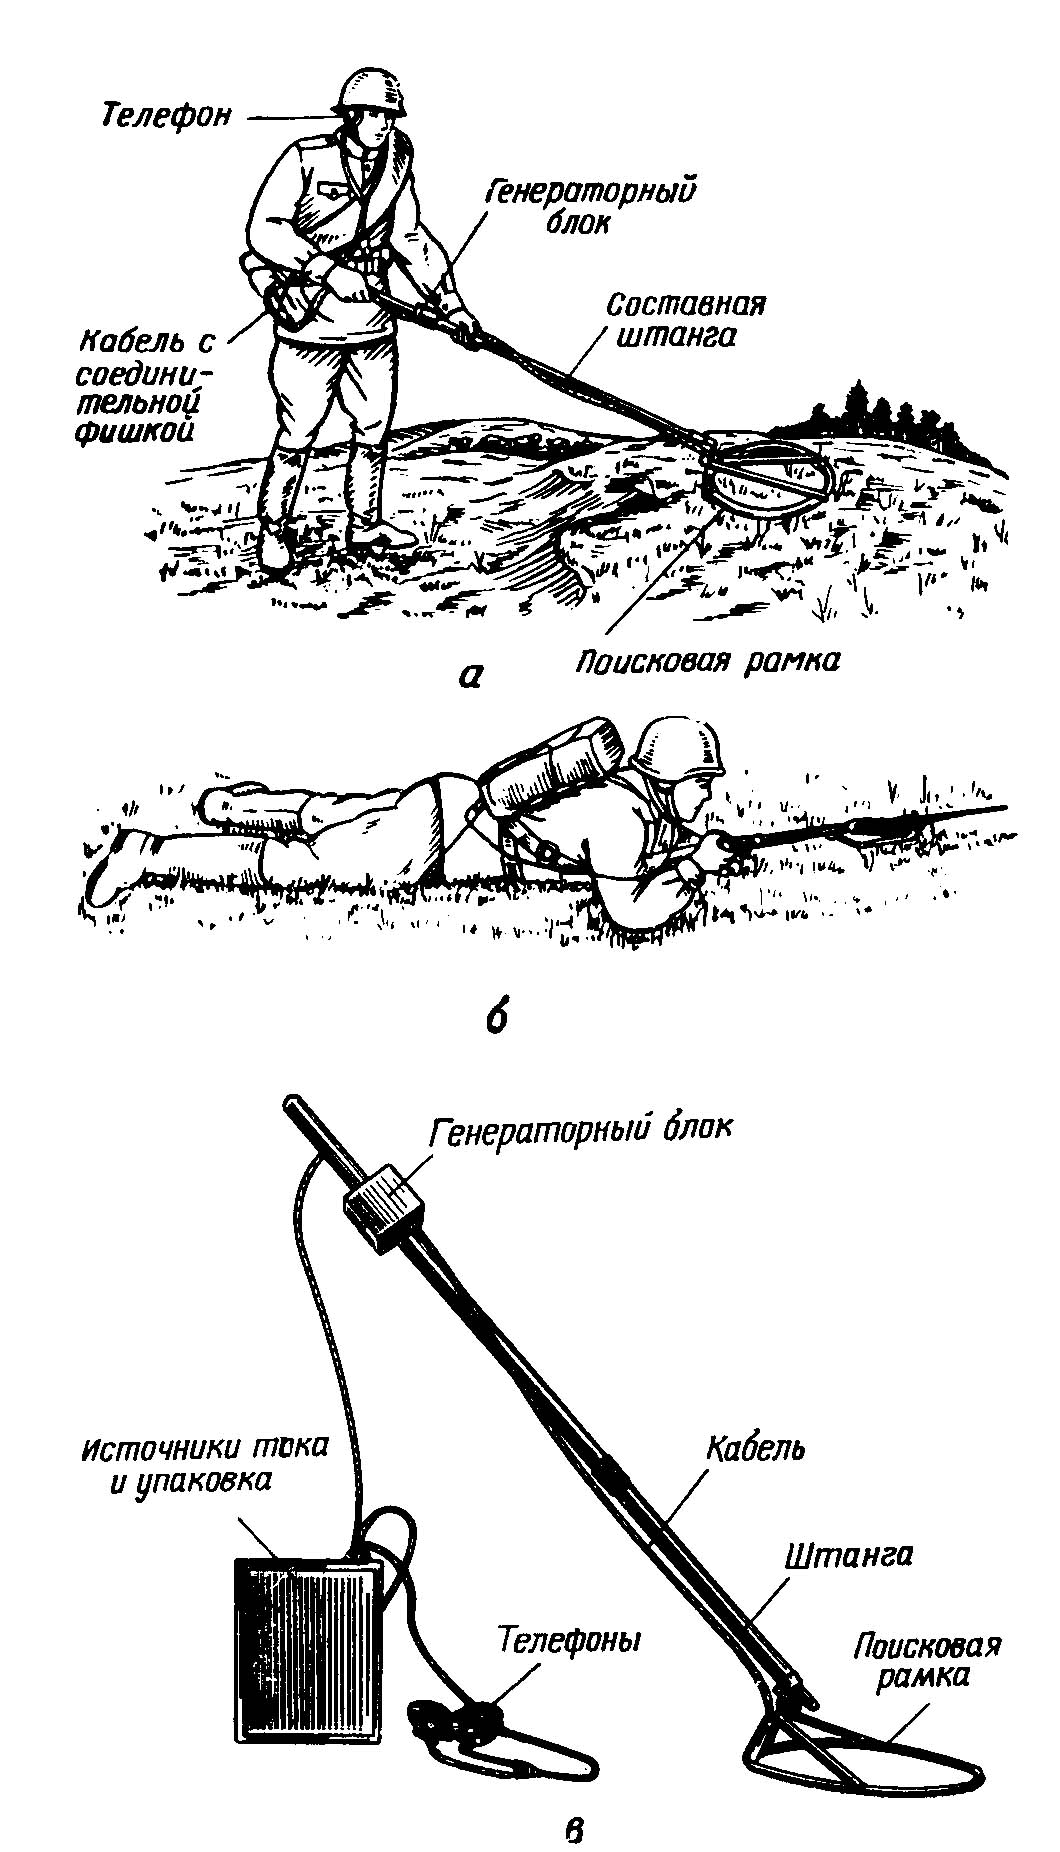 Телефон
Генераторный
блок
Составная
штанга
Кабель с
соедини-
тельной
фишкой
Поисковая рамка
а
б
Генераторный блок
Источники тока
и упаковка
Кабель
Штанга
Телефоны
Поисковая
рамка
в